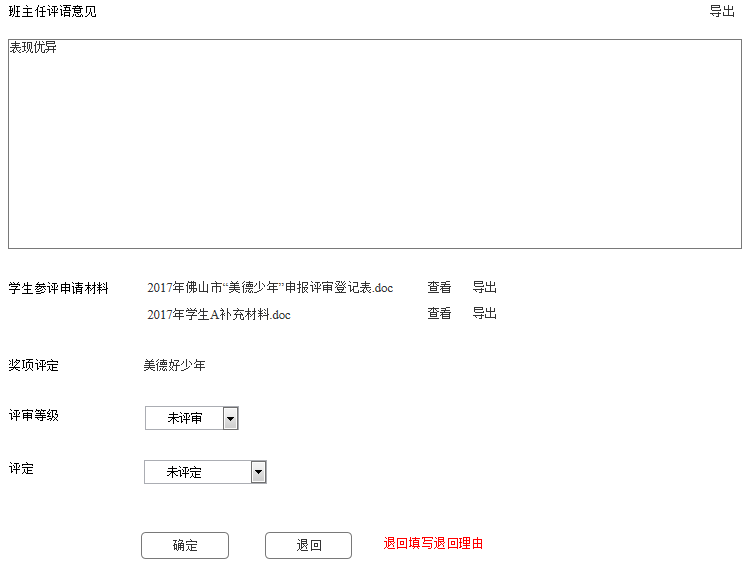 班主任评语意见 导出
表现优异
学生参评申请材料 2017年佛山市“美德少年”申报评审登记表.doc 查看 导出
2017年学生A补充材料.doc 查看 导出
奖项评定 美德好少年
评审等级 未评审
评定 未评定
确定 退回 退回填写退回理由